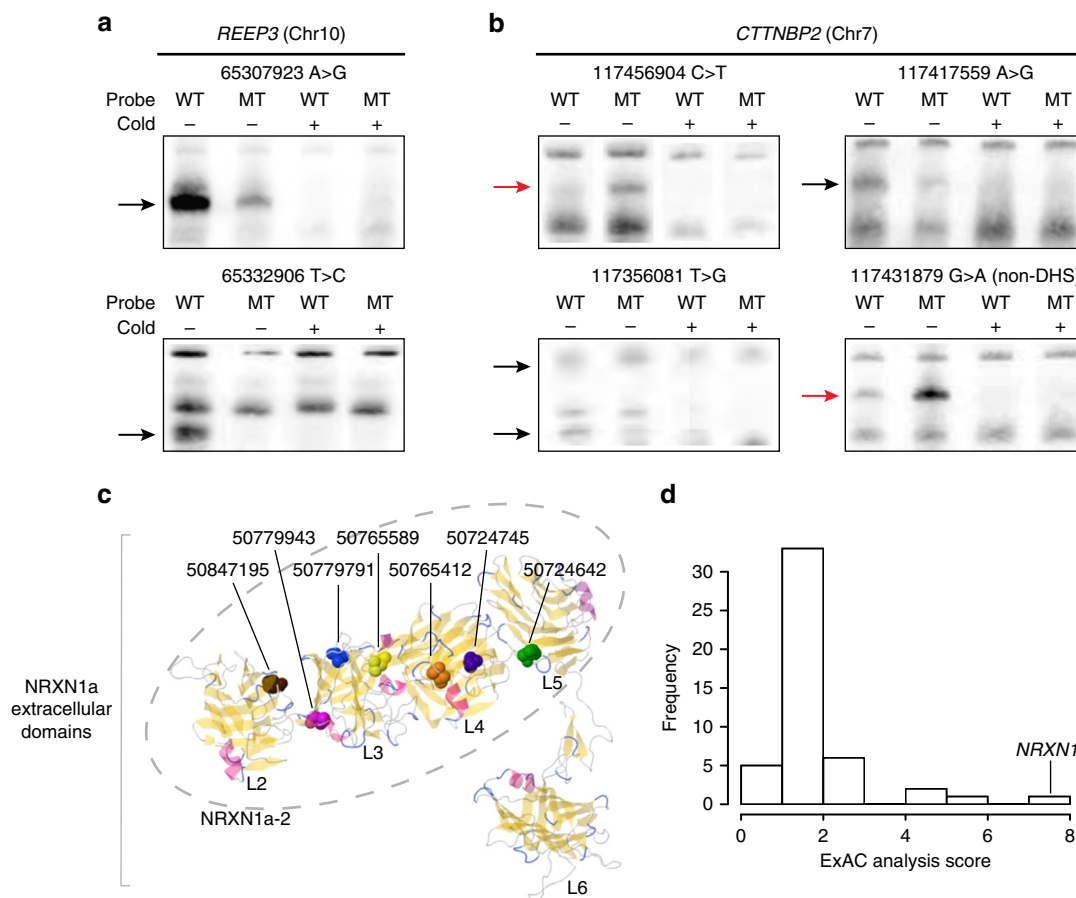 a
REEP3 (Chr10)
65307923 A>G
Probe WT MT WT MT
Cold – – + +
65332906 T>C
Probe WT MT WT MT
Cold – – + +
b
CTTNBP2 (Chr7)
117456904 C>T
WT MT WT MT
– – + +
117417559 A>G
WT MT WT MT
– – + +
117356081 T>G
WT MT WT MT
– – + +
117431879 G>A (non-DHS)
WT MT WT MT
– – + +
c
50779943 50765589 50724745
50847195 50779791 50765412 50724642
NRXN1a
extracellular
domains
L5
L4
L3
L2
NRXN1a-2
L6
d
Frequency
30
25
20
15
10
5
0
NRXN1
0 2 4 6 8
ExAC analysis score